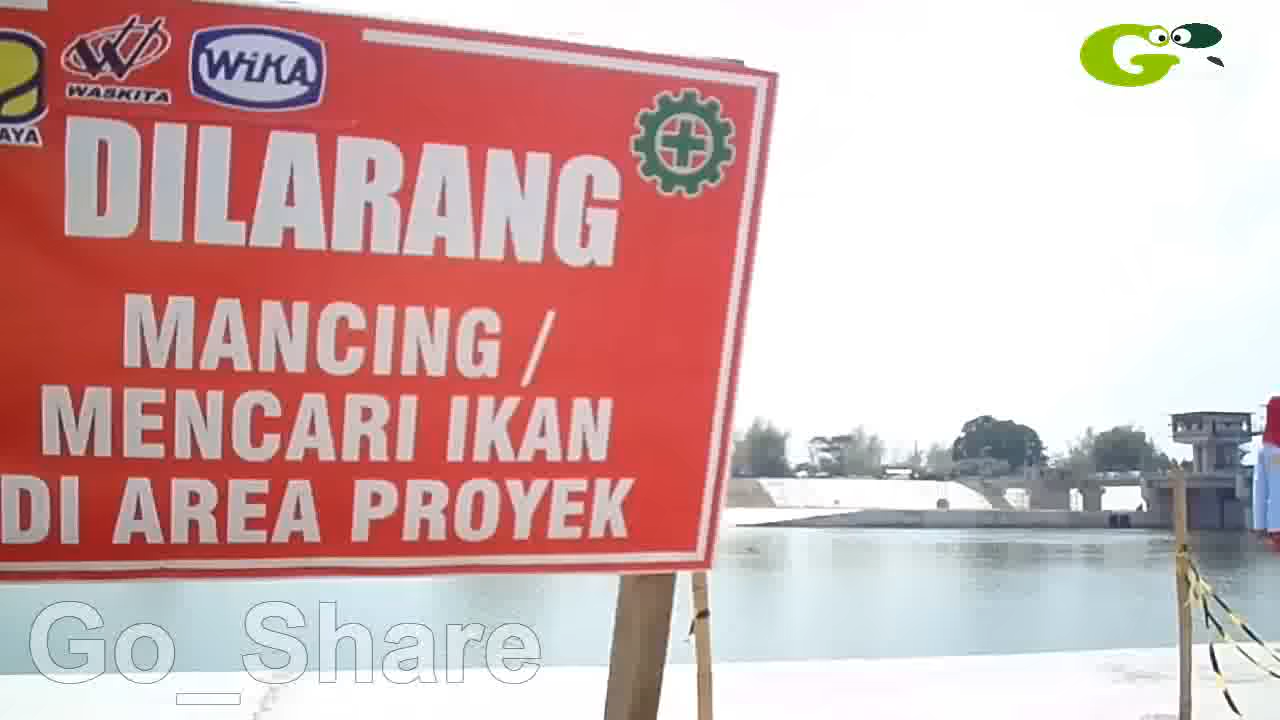 WASKITA
WIKA
AYA
DILARANG
MANCING /
MENCARI IKAN
DI AREA PROYEK
Go_Share